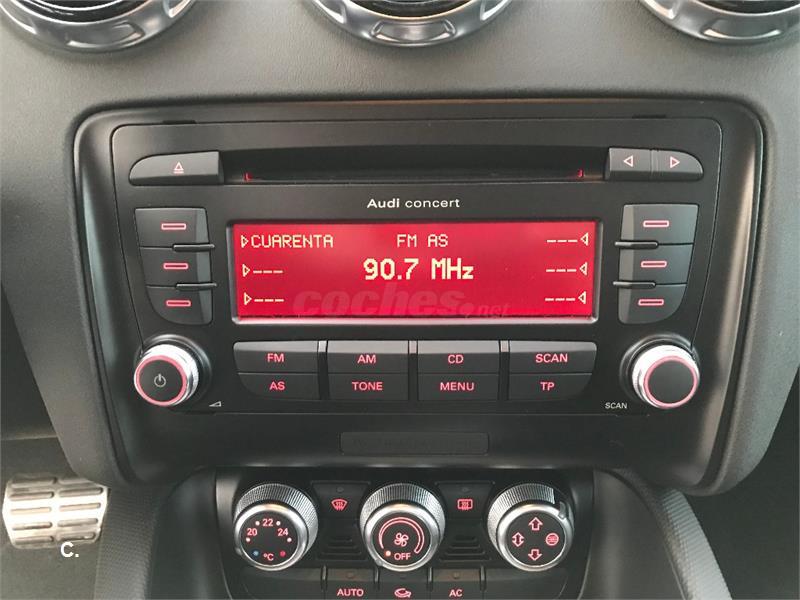 Audi concert
CUARENTA FM AS ---
--- 90.7 MHz ---
--- ---
coches.net
FM AM CD SCAN
AS TONE MENU TP
SCAN
22
20 24
°C
OFF
AUTO AC
C.